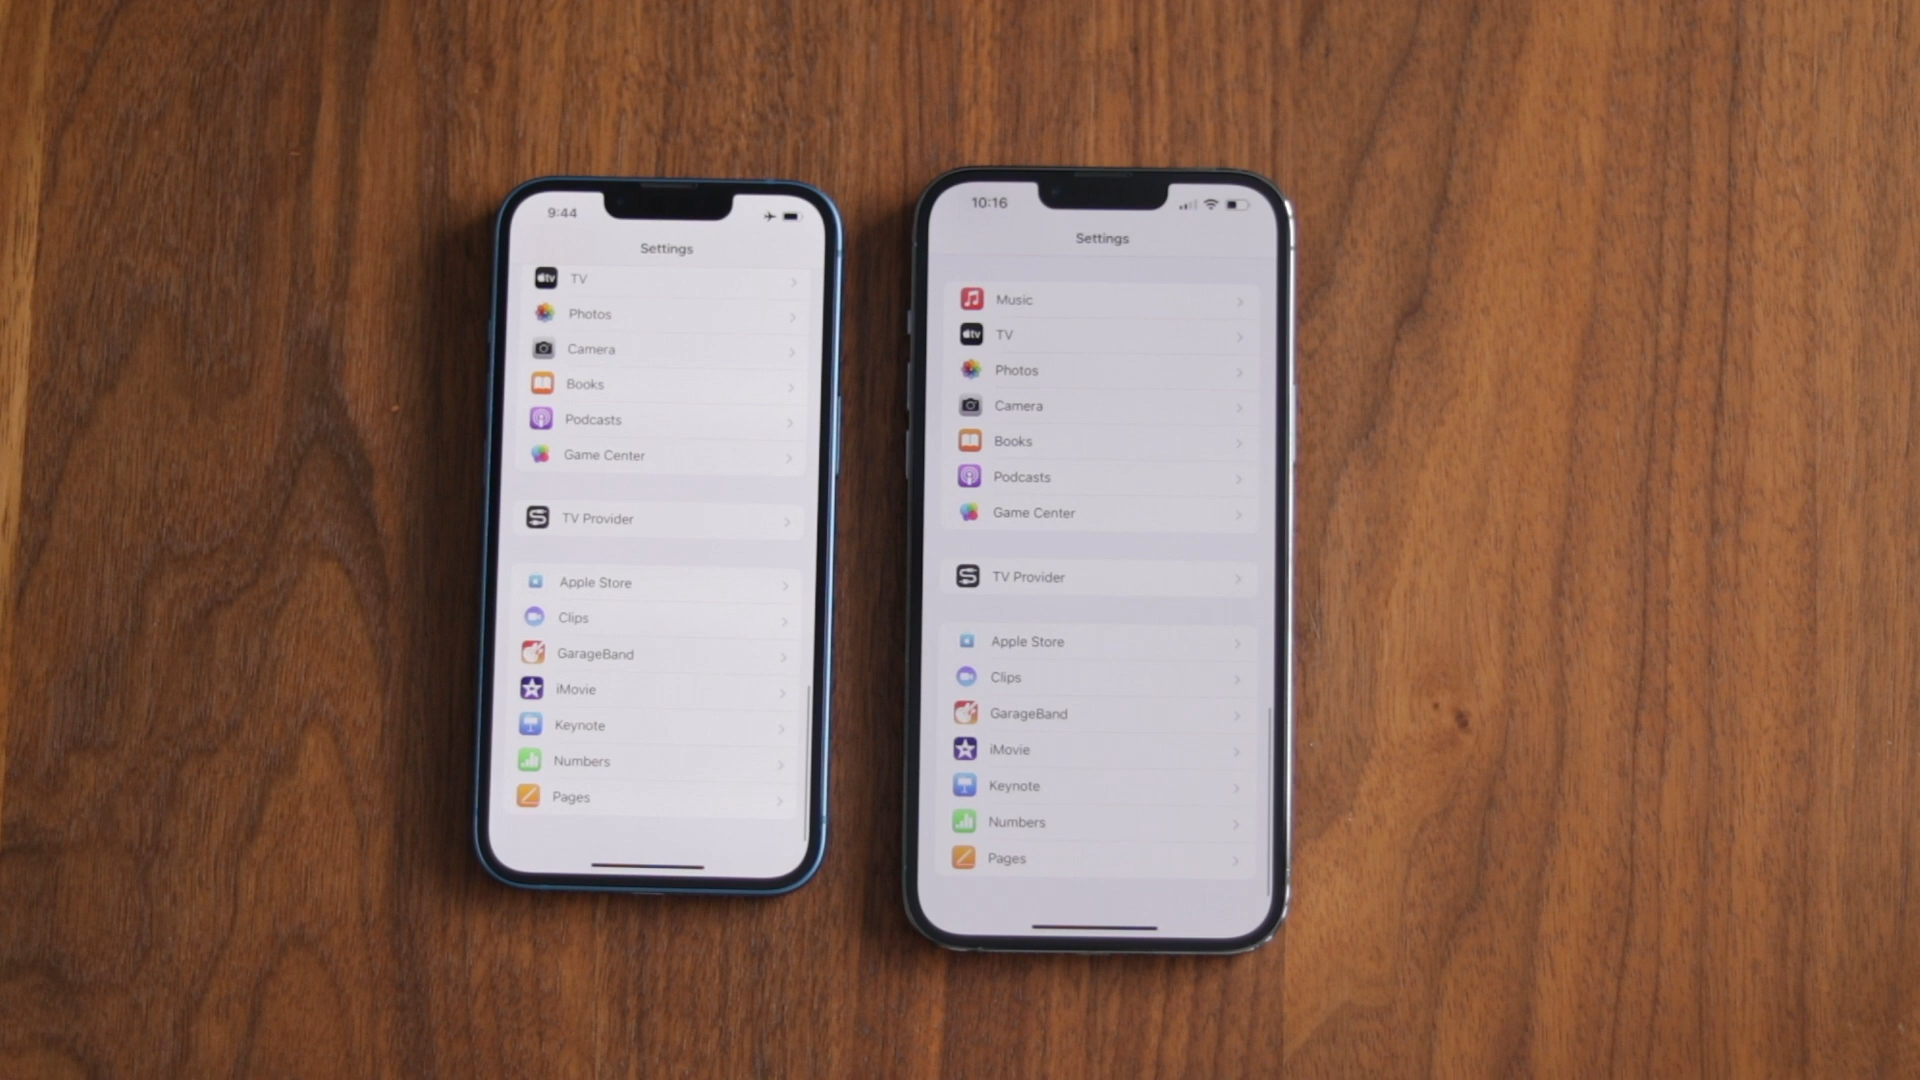 9:44
Settings
TV
Photos
Camera
Books
Podcasts
Game Center
TV Provider
Apple Store
Clips
GarageBand
iMovie
Keynote
Numbers
Pages
10:16
Settings
Music
TV
Photos
Camera
Books
Podcasts
Game Center
TV Provider
Apple Store
Clips
GarageBand
iMovie
Keynote
Numbers
Pages